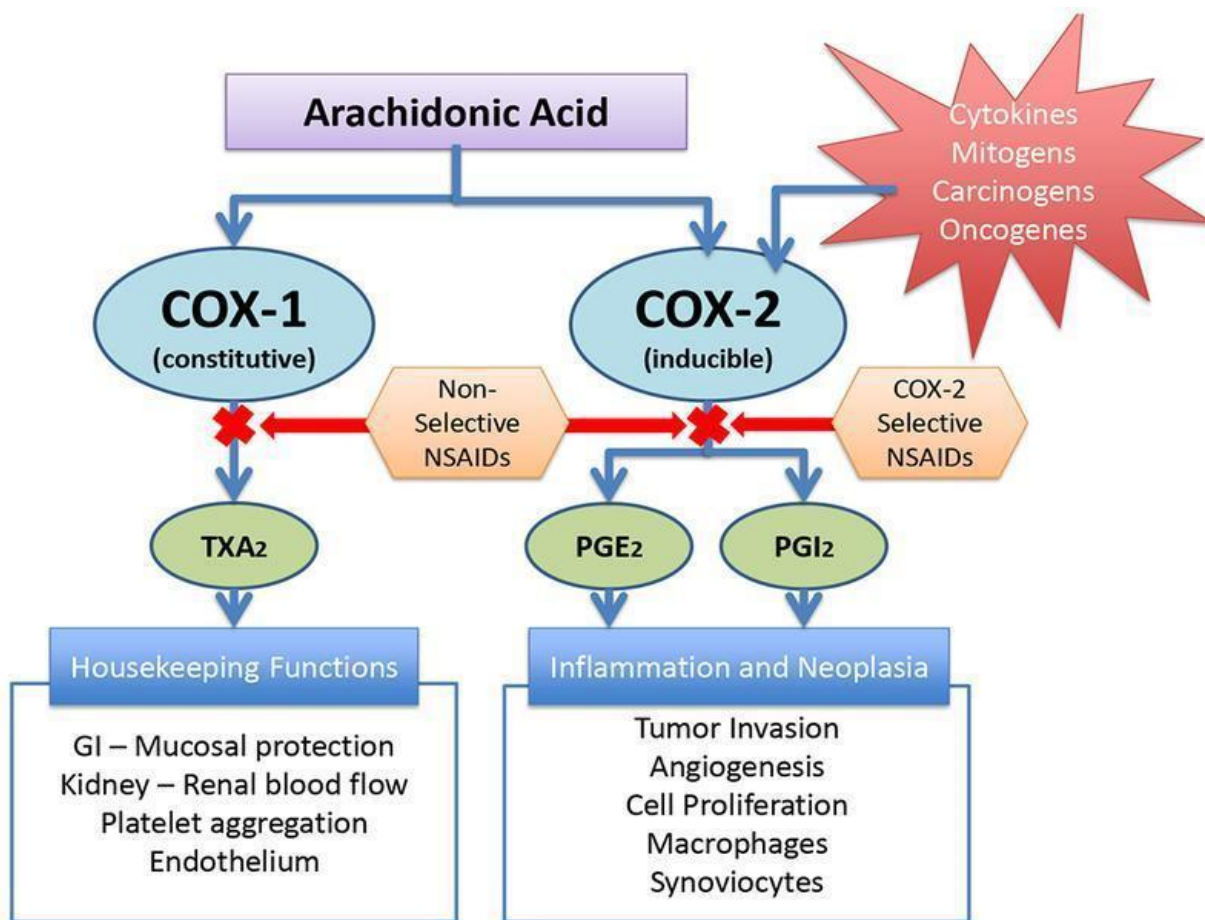 Arachidonic Acid
Cytokines
Mitogens
Carcinogens
Oncogenes
COX-1
(constitutive)
COX-2
(inducible)
Non-
Selective
NSAIDs
COX-2
Selective
NSAIDs
TXA2
PGE2
PGI2
Housekeeping Functions
GI – Mucosal protection
Kidney – Renal blood flow
Platelet aggregation
Endothelium
Inflammation and Neoplasia
Tumor Invasion
Angiogenesis
Cell Proliferation
Macrophages
Synoviocytes